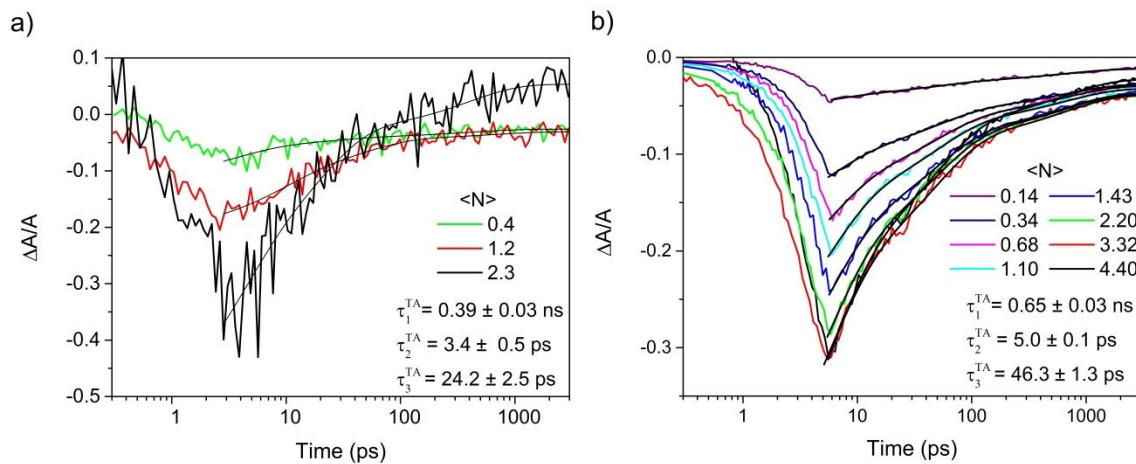 a)
0.1
0.0
-0.1
-0.2
-0.3
-0.4
-0.5
ΔA/A
<N>
0.4
1.2
2.3
τ₁ᵀᴬ = 0.39 ± 0.03 ns
τ₂ᵀᴬ = 3.4 ± 0.5 ps
τ₃ᵀᴬ = 24.2 ± 2.5 ps
1 10 100 1000
Time (ps)
b)
0.0
-0.1
-0.2
-0.3
ΔA/A
<N>
0.14 1.43
0.34 2.20
0.68 3.32
1.10 4.40
τ₁ᵀᴬ = 0.65 ± 0.03 ns
τ₂ᵀᴬ = 5.0 ± 0.1 ps
τ₃ᵀᴬ = 46.3 ± 1.3 ps
1 10 100 1000
Time (ps)